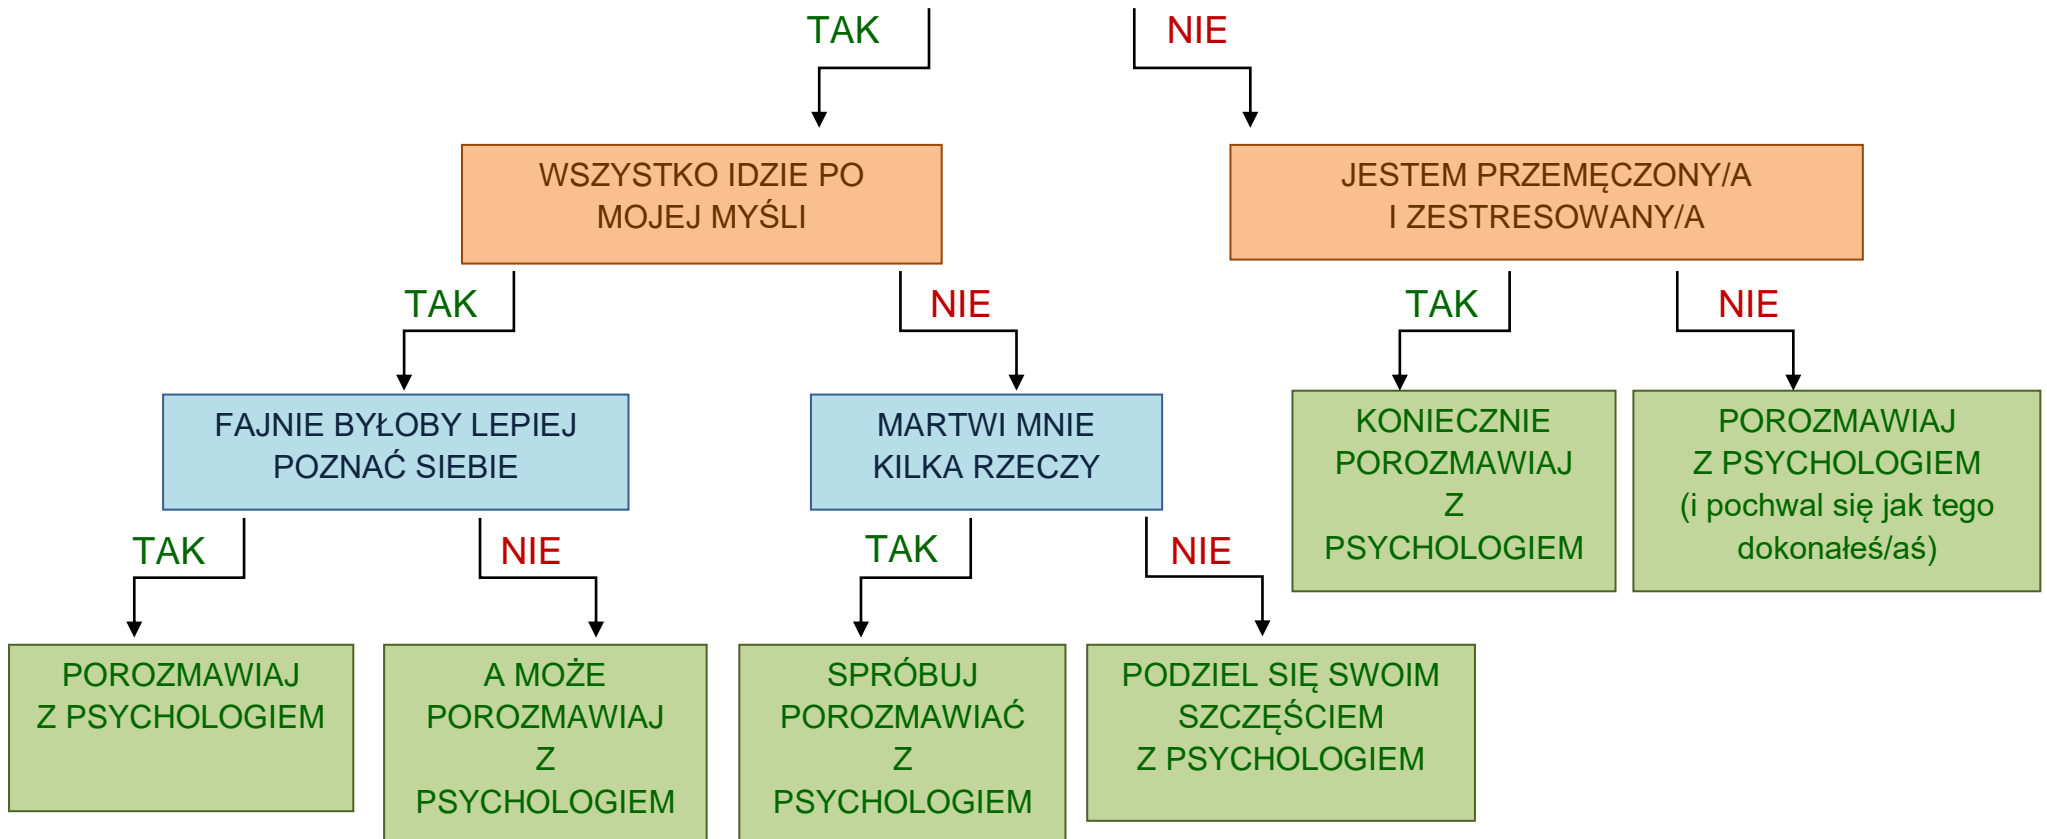 TAK
NIE
WSZYSTKO IDZIE PO
MOJEJ MYŚLI
JESTEM PRZEMĘCZONY/A
I ZESTRESOWANY/A
TAK
NIE
TAK
NIE
FAJNIE BYŁOBY LEPIEJ
POZNAĆ SIEBIE
MARTWI MNIE
KILKA RZECZY
KONIECZNIE
POROZMAWIAJ
Z
PSYCHOLOGIEM
POROZMAWIAJ
Z PSYCHOLOGIEM
(i pochwal się jak tego
dokonałeś/aś)
TAK
NIE
TAK
NIE
POROZMAWIAJ
Z PSYCHOLOGIEM
A MOŻE
POROZMAWIAJ
Z
PSYCHOLOGIEM
SPRÓBUJ
POROZMAWIAĆ
Z
PSYCHOLOGIEM
PODZIEL SIĘ SWOIM
SZCZĘŚCIEM
Z PSYCHOLOGIEM